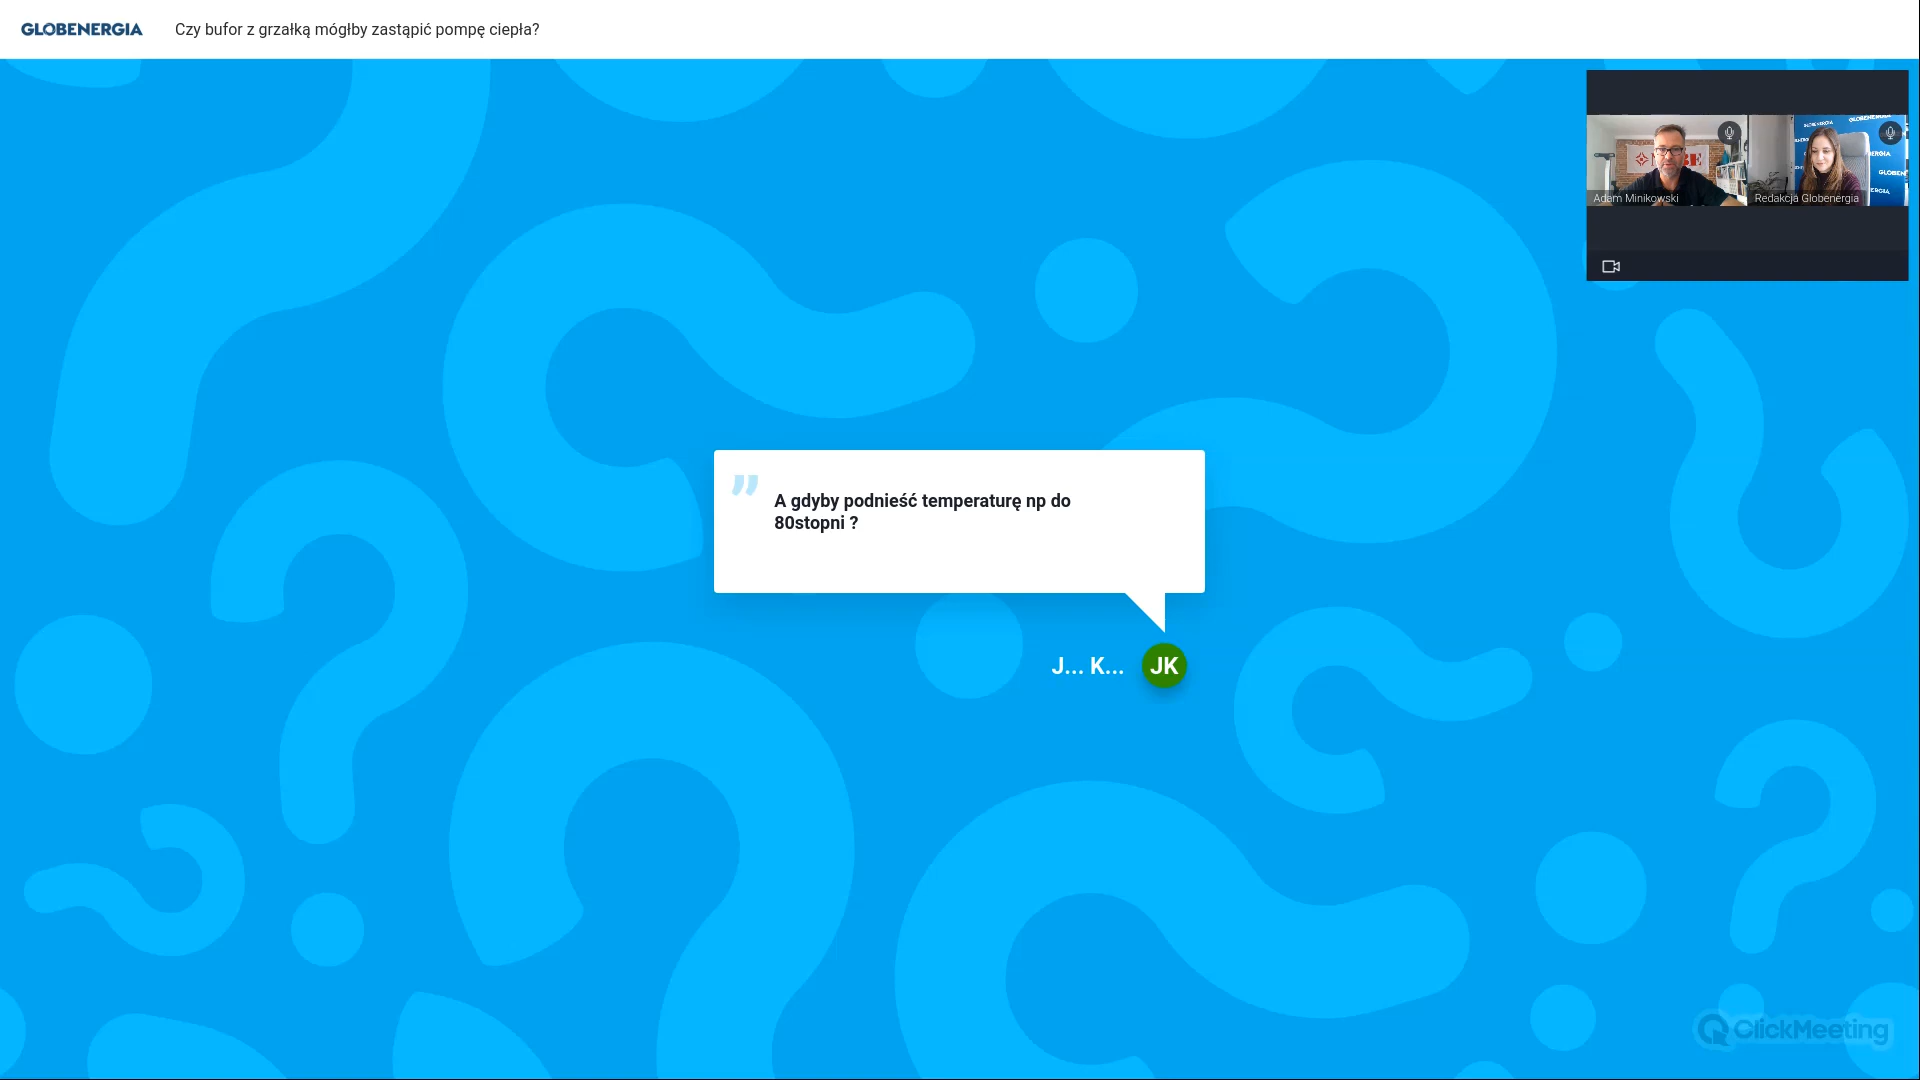 GLOBENERGIA
Czy bufor z grzałką mógłby zastąpić pompę ciepła?
GLOBENERGIA
Adam Minikowski
Redakcja Globenergia
”
A gdyby podnieść temperaturę np do
80stopni ?
J... K...
JK
ClickMeeting